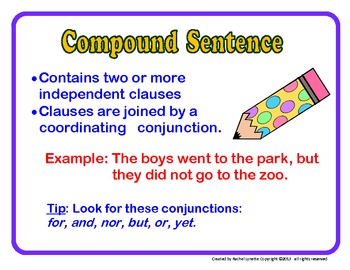 Compound Sentence
•Contains two or more
independent clauses
•Clauses are joined by a
coordinating conjunction.
Example: The boys went to the park, but
they did not go to the zoo.
Tip: Look for these conjunctions:
for, and, nor, but, or, yet.
Created by Rachel Lynette Copyright ©2012 all rights reserved